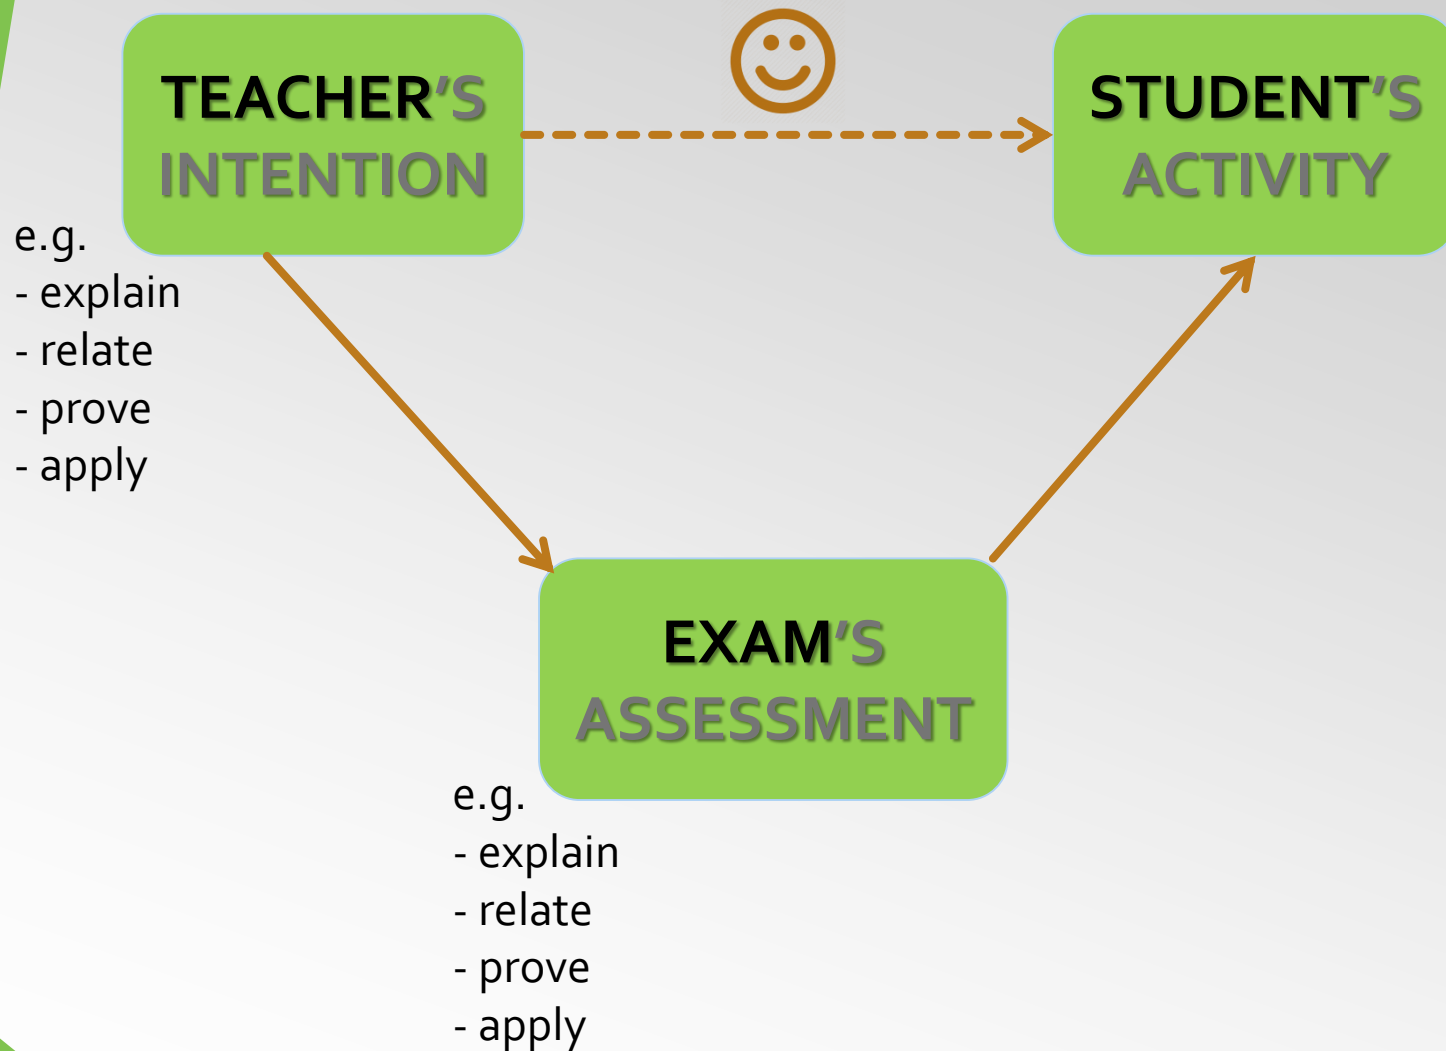 TEACHER’S
INTENTION
STUDENT’S
ACTIVITY
e.g.
- explain
- relate
- prove
- apply
EXAM’S
ASSESSMENT
e.g.
- explain
- relate
- prove
- apply